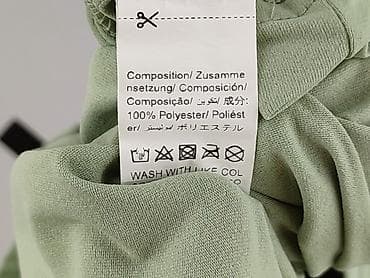 Composition/ Zusamme
nsetzung/ Composición/
Composição/ تكوين/ 成分:
100% Polyester/ Poliést
er/ بوليستر/ ポリエステル
WASH WITH LIKE COL